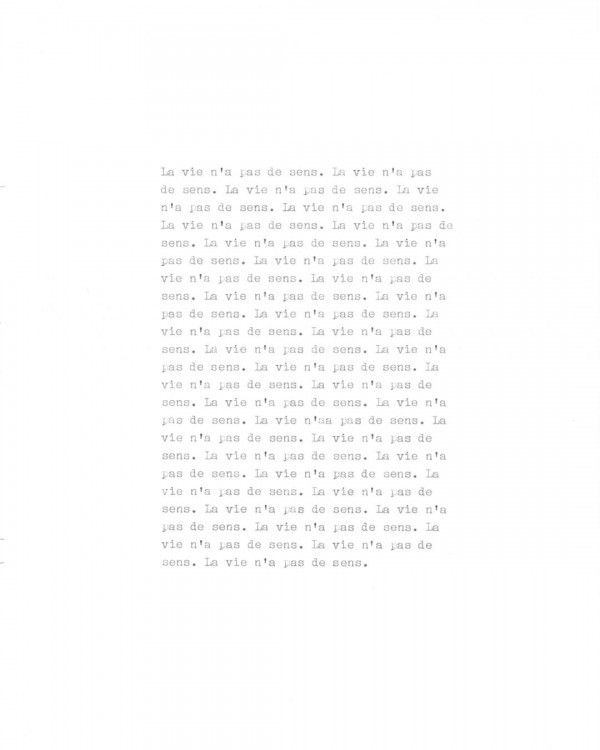 La vie n'a pas de sens. La vie n'a pas
de sens. La vie n'a pas de sens. La vie
n'a pas de sens. La vie n'a pas de sens.
La vie n'a pas de sens. La vie n'a pas de
sens. La vie n'a pas de sens. La vie n'a
pas de sens. La vie n'a pas de sens. La
vie n'a pas de sens. La vie n'a pas de
sens. La vie n'a pas de sens. La vie n'a
pas de sens. La vie n'a pas de sens. La
vie n'a pas de sens. La vie n'a pas de
sens. La vie n'a pas de sens. La vie n'a
pas de sens. La vie n'a pas de sens. La
vie n'a pas de sens. La vie n'a pas de
sens. La vie n'a pas de sens. La vie n'a
pas de sens. La vie n'aa pas de sens. La
vie n'a pas de sens. La vie n'a pas de
sens. La vie n'a pas de sens. La vie n'a
pas de sens. La vie n'a pas de sens. La
vie n'a pas de sens. La vie n'a pas de
sens. La vie n'a pas de sens. La vie n'a
pas de sens. La vie n'a pas de sens. La
vie n'a pas de sens. La vie n'a pas de
sens. La vie n'a pas de sens.